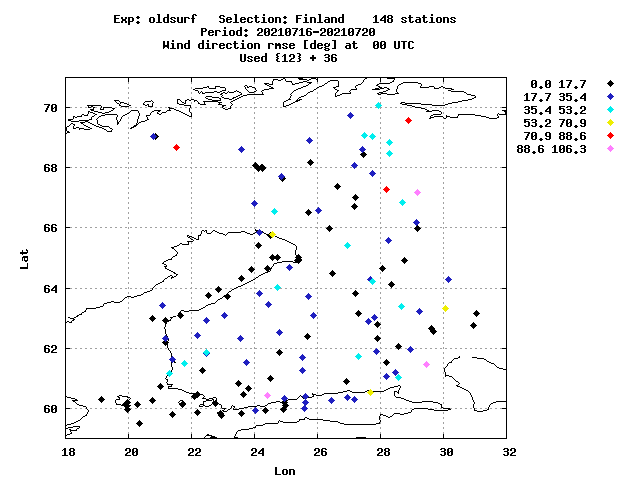 Exp: oldsurf   Selection: Finland    148 stations
Period: 20210716-20210720
Wind direction rmse [deg] at  00 UTC
Used {12} + 36
0.0 17.7
17.7 35.4
35.4 53.2
53.2 70.9
70.9 88.6
88.6 106.3
70
68
66
64
62
60
Lat
18 20 22 24 26 28 30 32
Lon